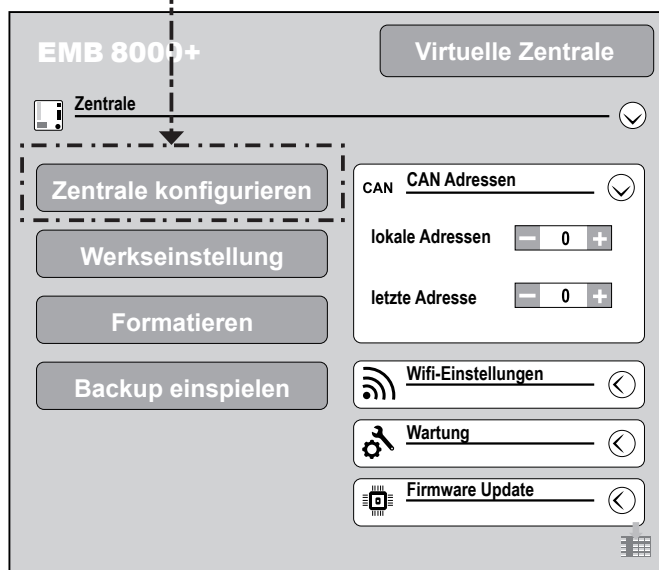 EMB 8000+
Virtuelle Zentrale
Zentrale
Zentrale konfigurieren
Werkseinstellung
Formatieren
Backup einspielen
CAN CAN Adressen
lokale Adressen − 0 +
letzte Adresse − 0 +
Wifi-Einstellungen
Wartung
Firmware Update